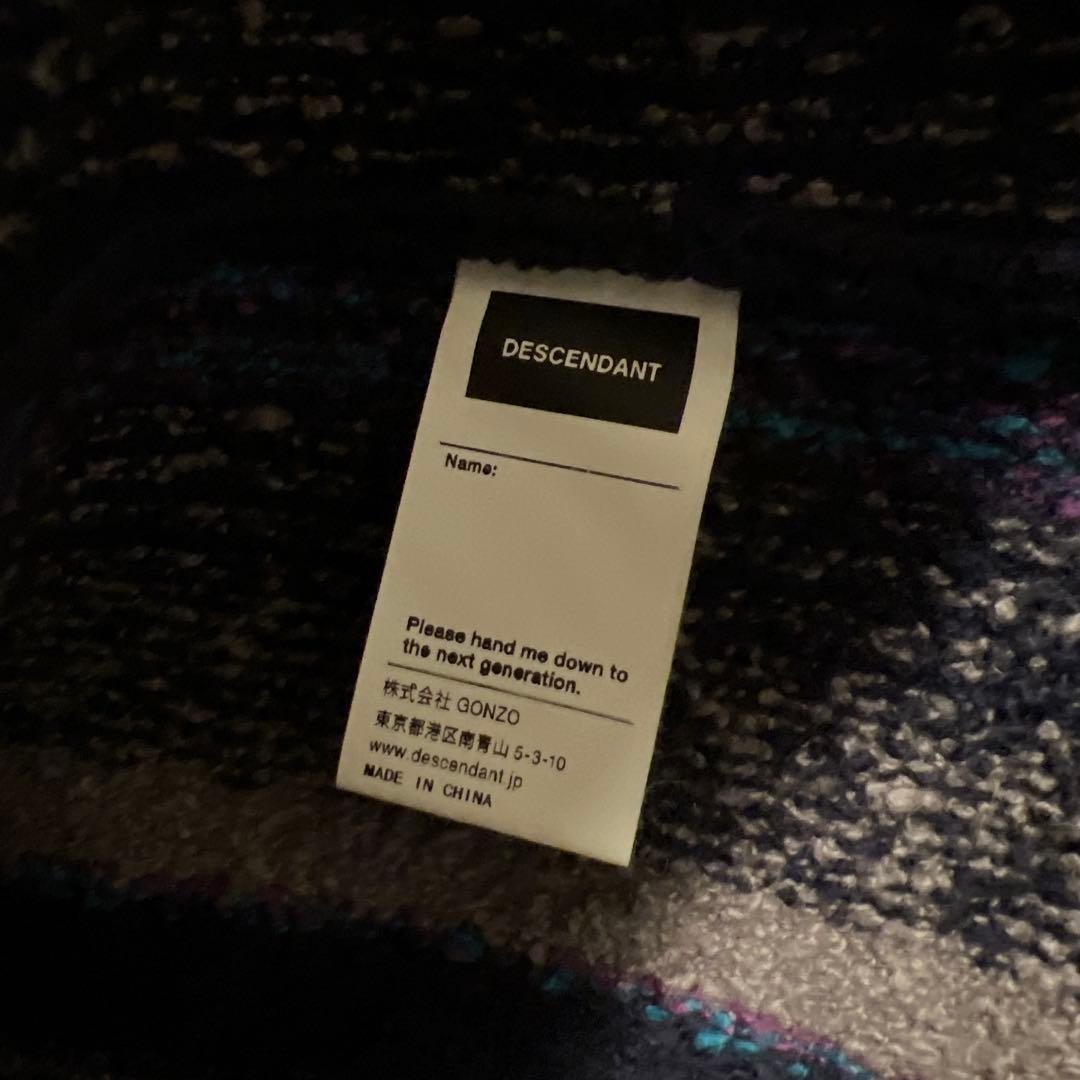 DESCENDANT
Name:
Please hand me down to
the next generation.
株式会社 GONZO
東京都港区南青山 5-3-10
www.descendant.jp
MADE IN CHINA